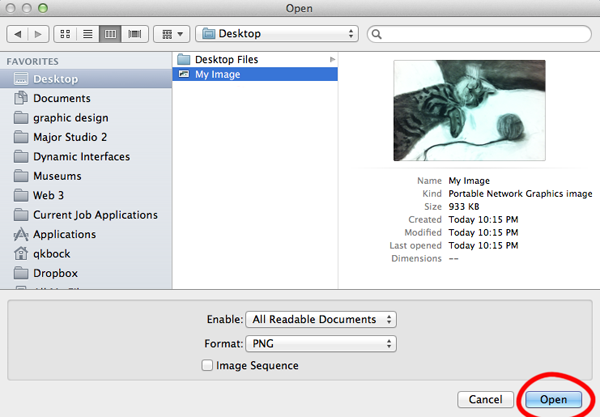 Open
Desktop
FAVORITES
Desktop
Documents
graphic design
Major Studio 2
Dynamic Interfaces
Museums
Web 3
Current Job Applications
Applications
qkbock
Dropbox
Desktop Files
My Image
Name My Image
Kind Portable Network Graphics image
Size 933 KB
Created Today 10:15 PM
Modified Today 10:15 PM
Last opened Today 10:15 PM
Dimensions --
Enable: All Readable Documents
Format: PNG
Image Sequence
Cancel Open